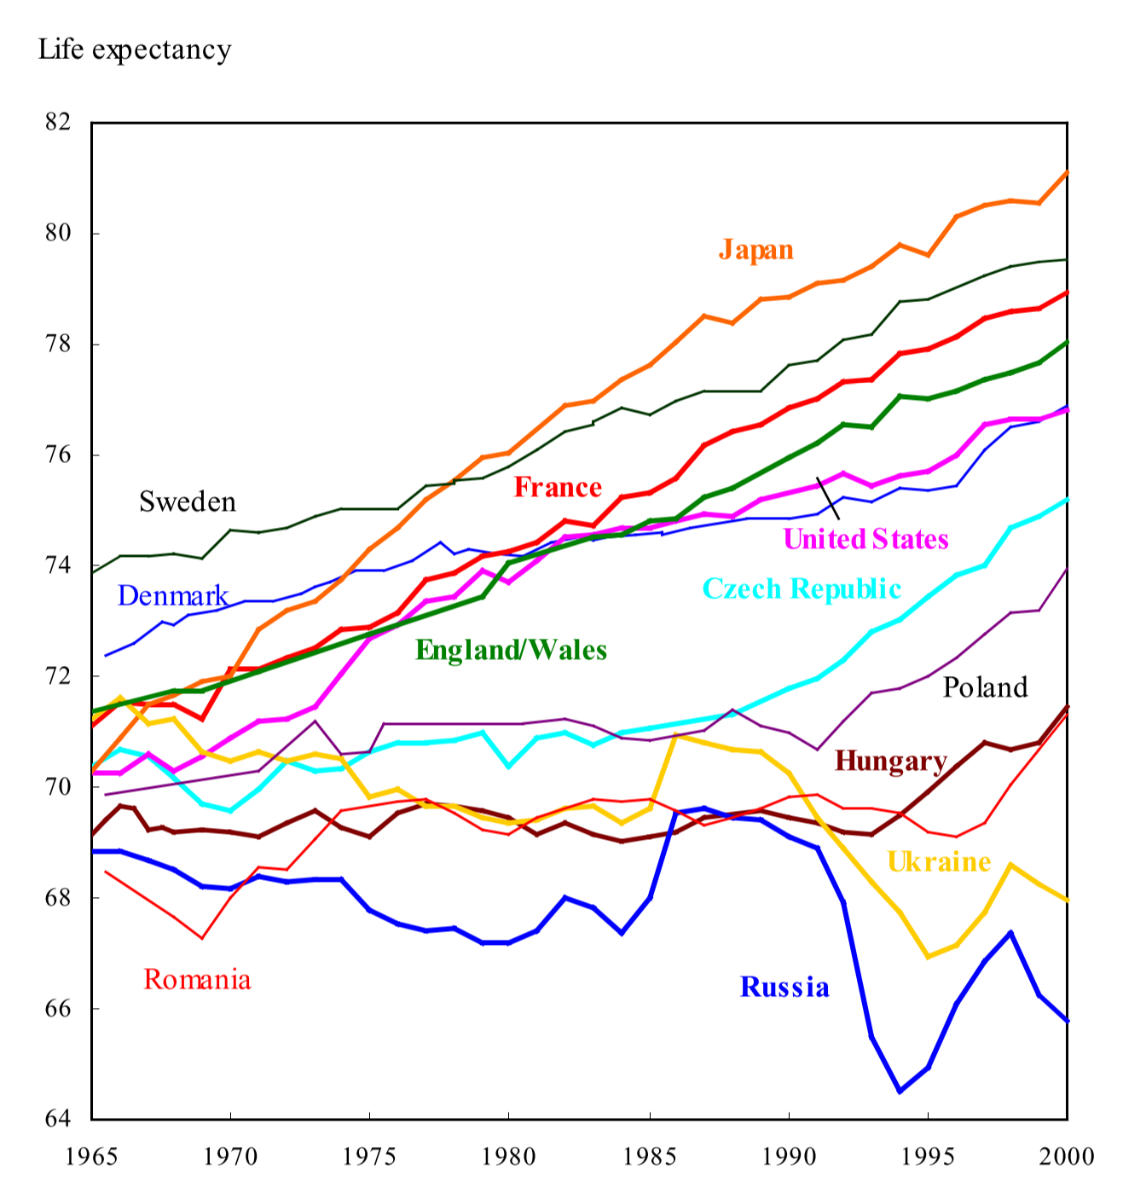 Life expectancy
82
80
Japan
78
76
Sweden
France
United States
74
Denmark
Czech Republic
England/Wales
72
Poland
70
Hungary
Ukraine
68
Romania
Russia
66
64
1965 1970 1975 1980 1985 1990 1995 2000